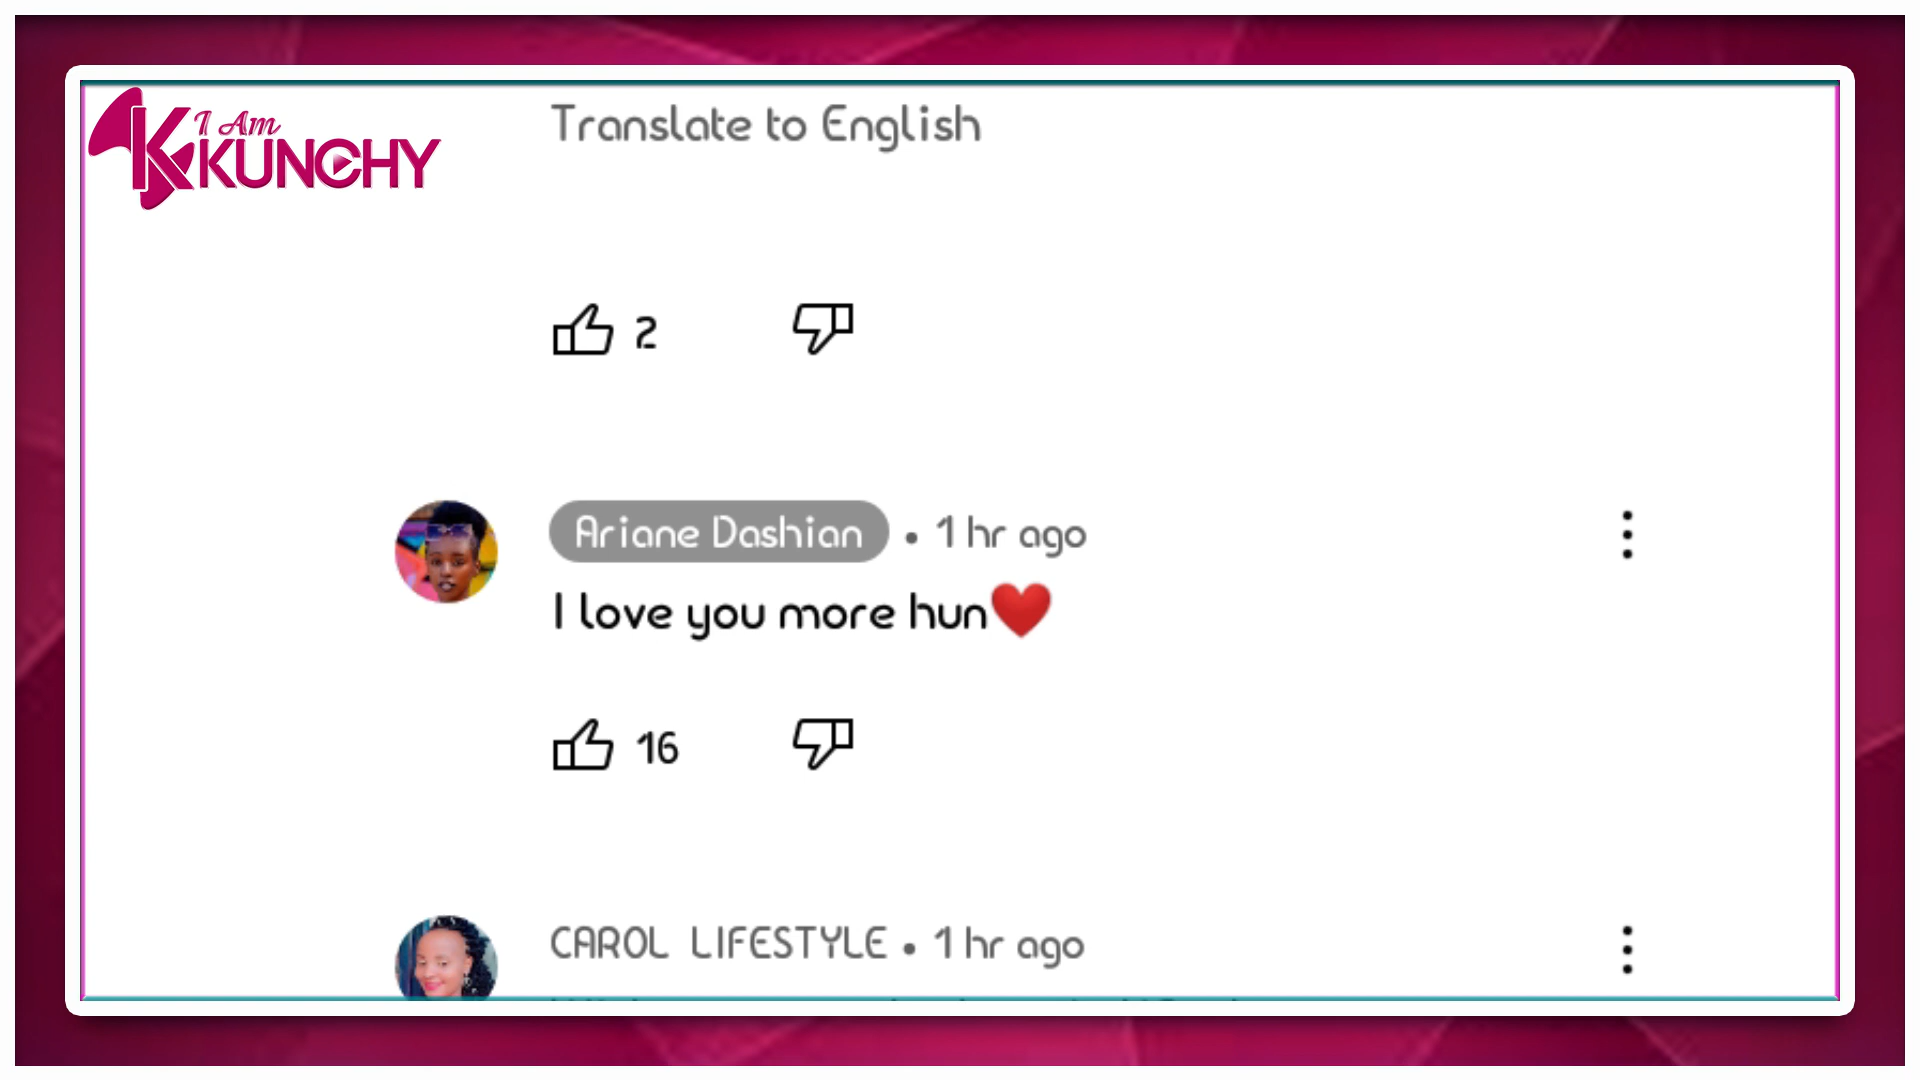 I Am
KUNCHY
Translate to English
2
Ariane Dashian • 1 hr ago
I love you more hun❤️
16
CAROL LIFESTYLE • 1 hr ago